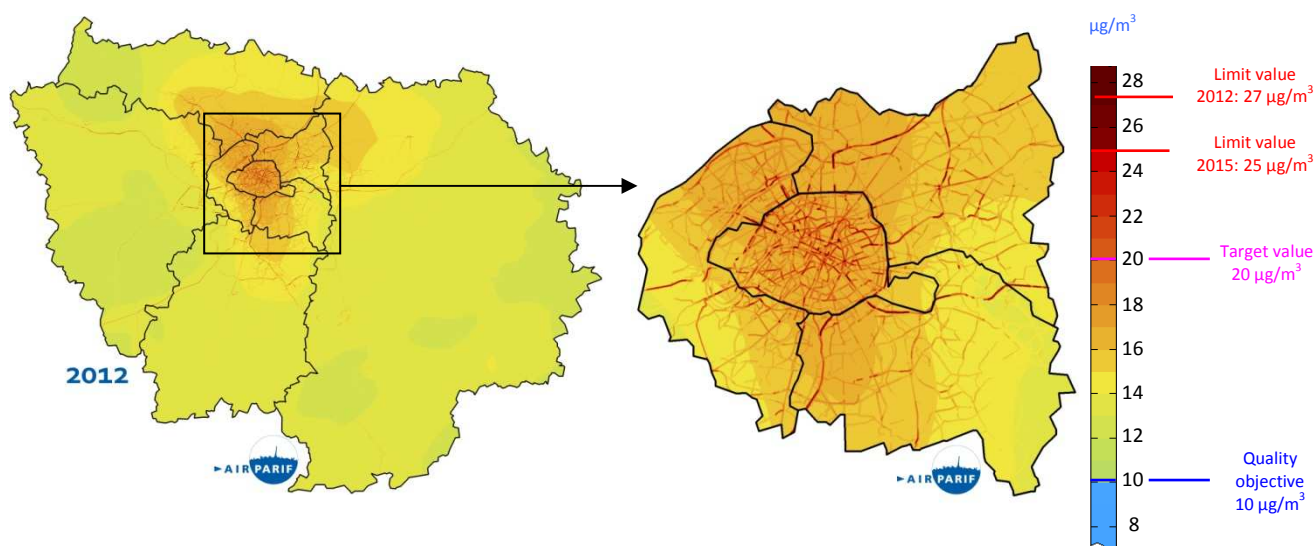 µg/m³
28
26
24
22
20
18
16
14
12
10
8
Limit value
2012: 27 µg/m³
Limit value
2015: 25 µg/m³
Target value
20 µg/m³
Quality
objective
10 µg/m³
2012
AIRPARIF
AIRPARIF